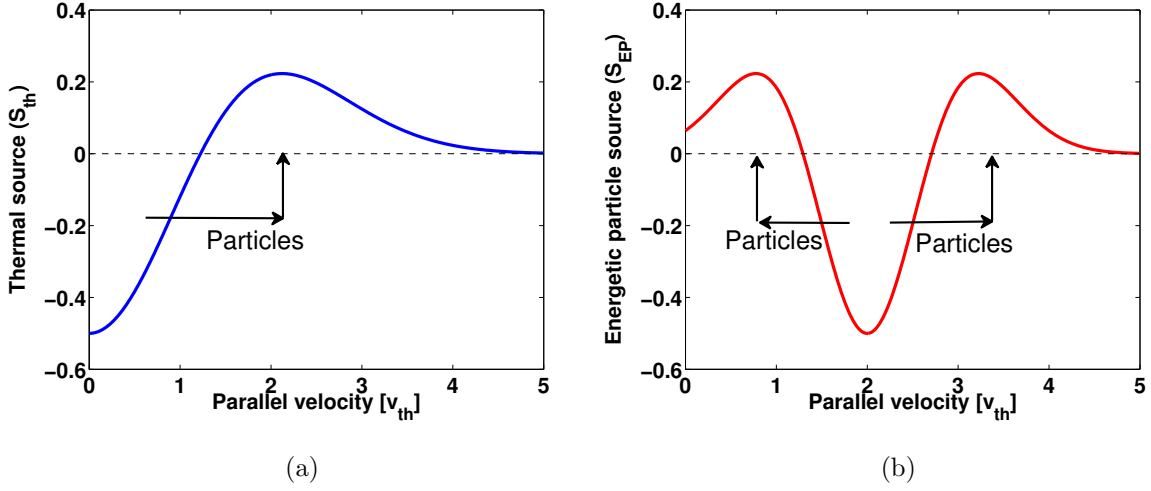 0.4
0.2
0
−0.2
−0.4
−0.6
Thermal source (S_th)
Particles
0 1 2 3 4 5
Parallel velocity [v_th]
(a)
0.4
0.2
0
−0.2
−0.4
−0.6
Energetic particle source (S_EP)
Particles
Particles
0 1 2 3 4 5
Parallel velocity [v_th]
(b)